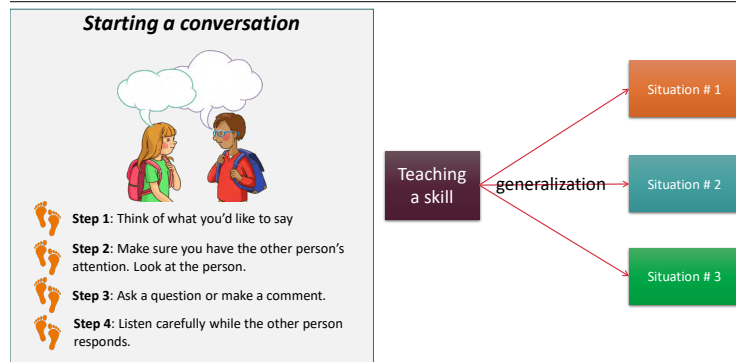 Starting a conversation
Step 1: Think of what you’d like to say
Step 2: Make sure you have the other person’s
attention. Look at the person.
Step 3: Ask a question or make a comment.
Step 4: Listen carefully while the other person
responds.
Teaching
a skill
generalization
Situation # 1
Situation # 2
Situation # 3